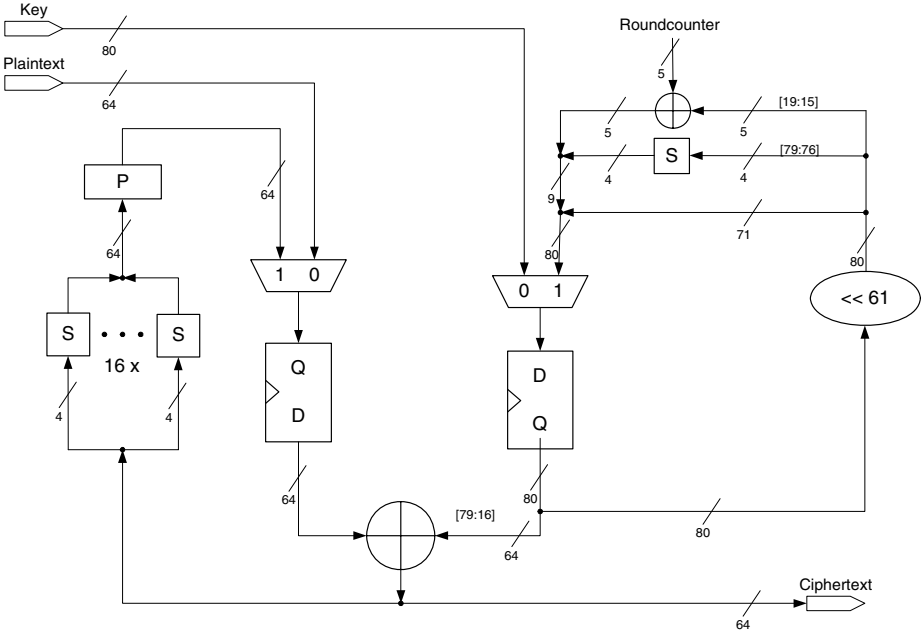 Key
80
Roundcounter
Plaintext
64
5
[19:15]
5
5
S
[79:76]
4
4
P
64
9
64
80
71
80
1 0
0 1
<< 61
S • • • S
16 x
Q
D
D
Q
4
4
64
80
[79:16]
64
80
Ciphertext
64